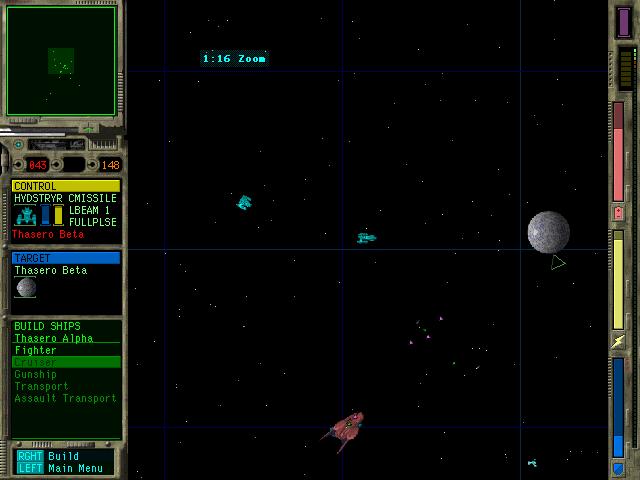 1:16 Zoom
043
148
CONTROL
HVDSTRYR CMISSILE
LBEAM 1
FULLPLSE
Thasero Beta
TARGET
Thasero Beta
BUILD SHIPS
Thasero Alpha
Fighter
Cruiser
Gunship
Transport
Assault Transport
RGHT Build
LEFT Main Menu